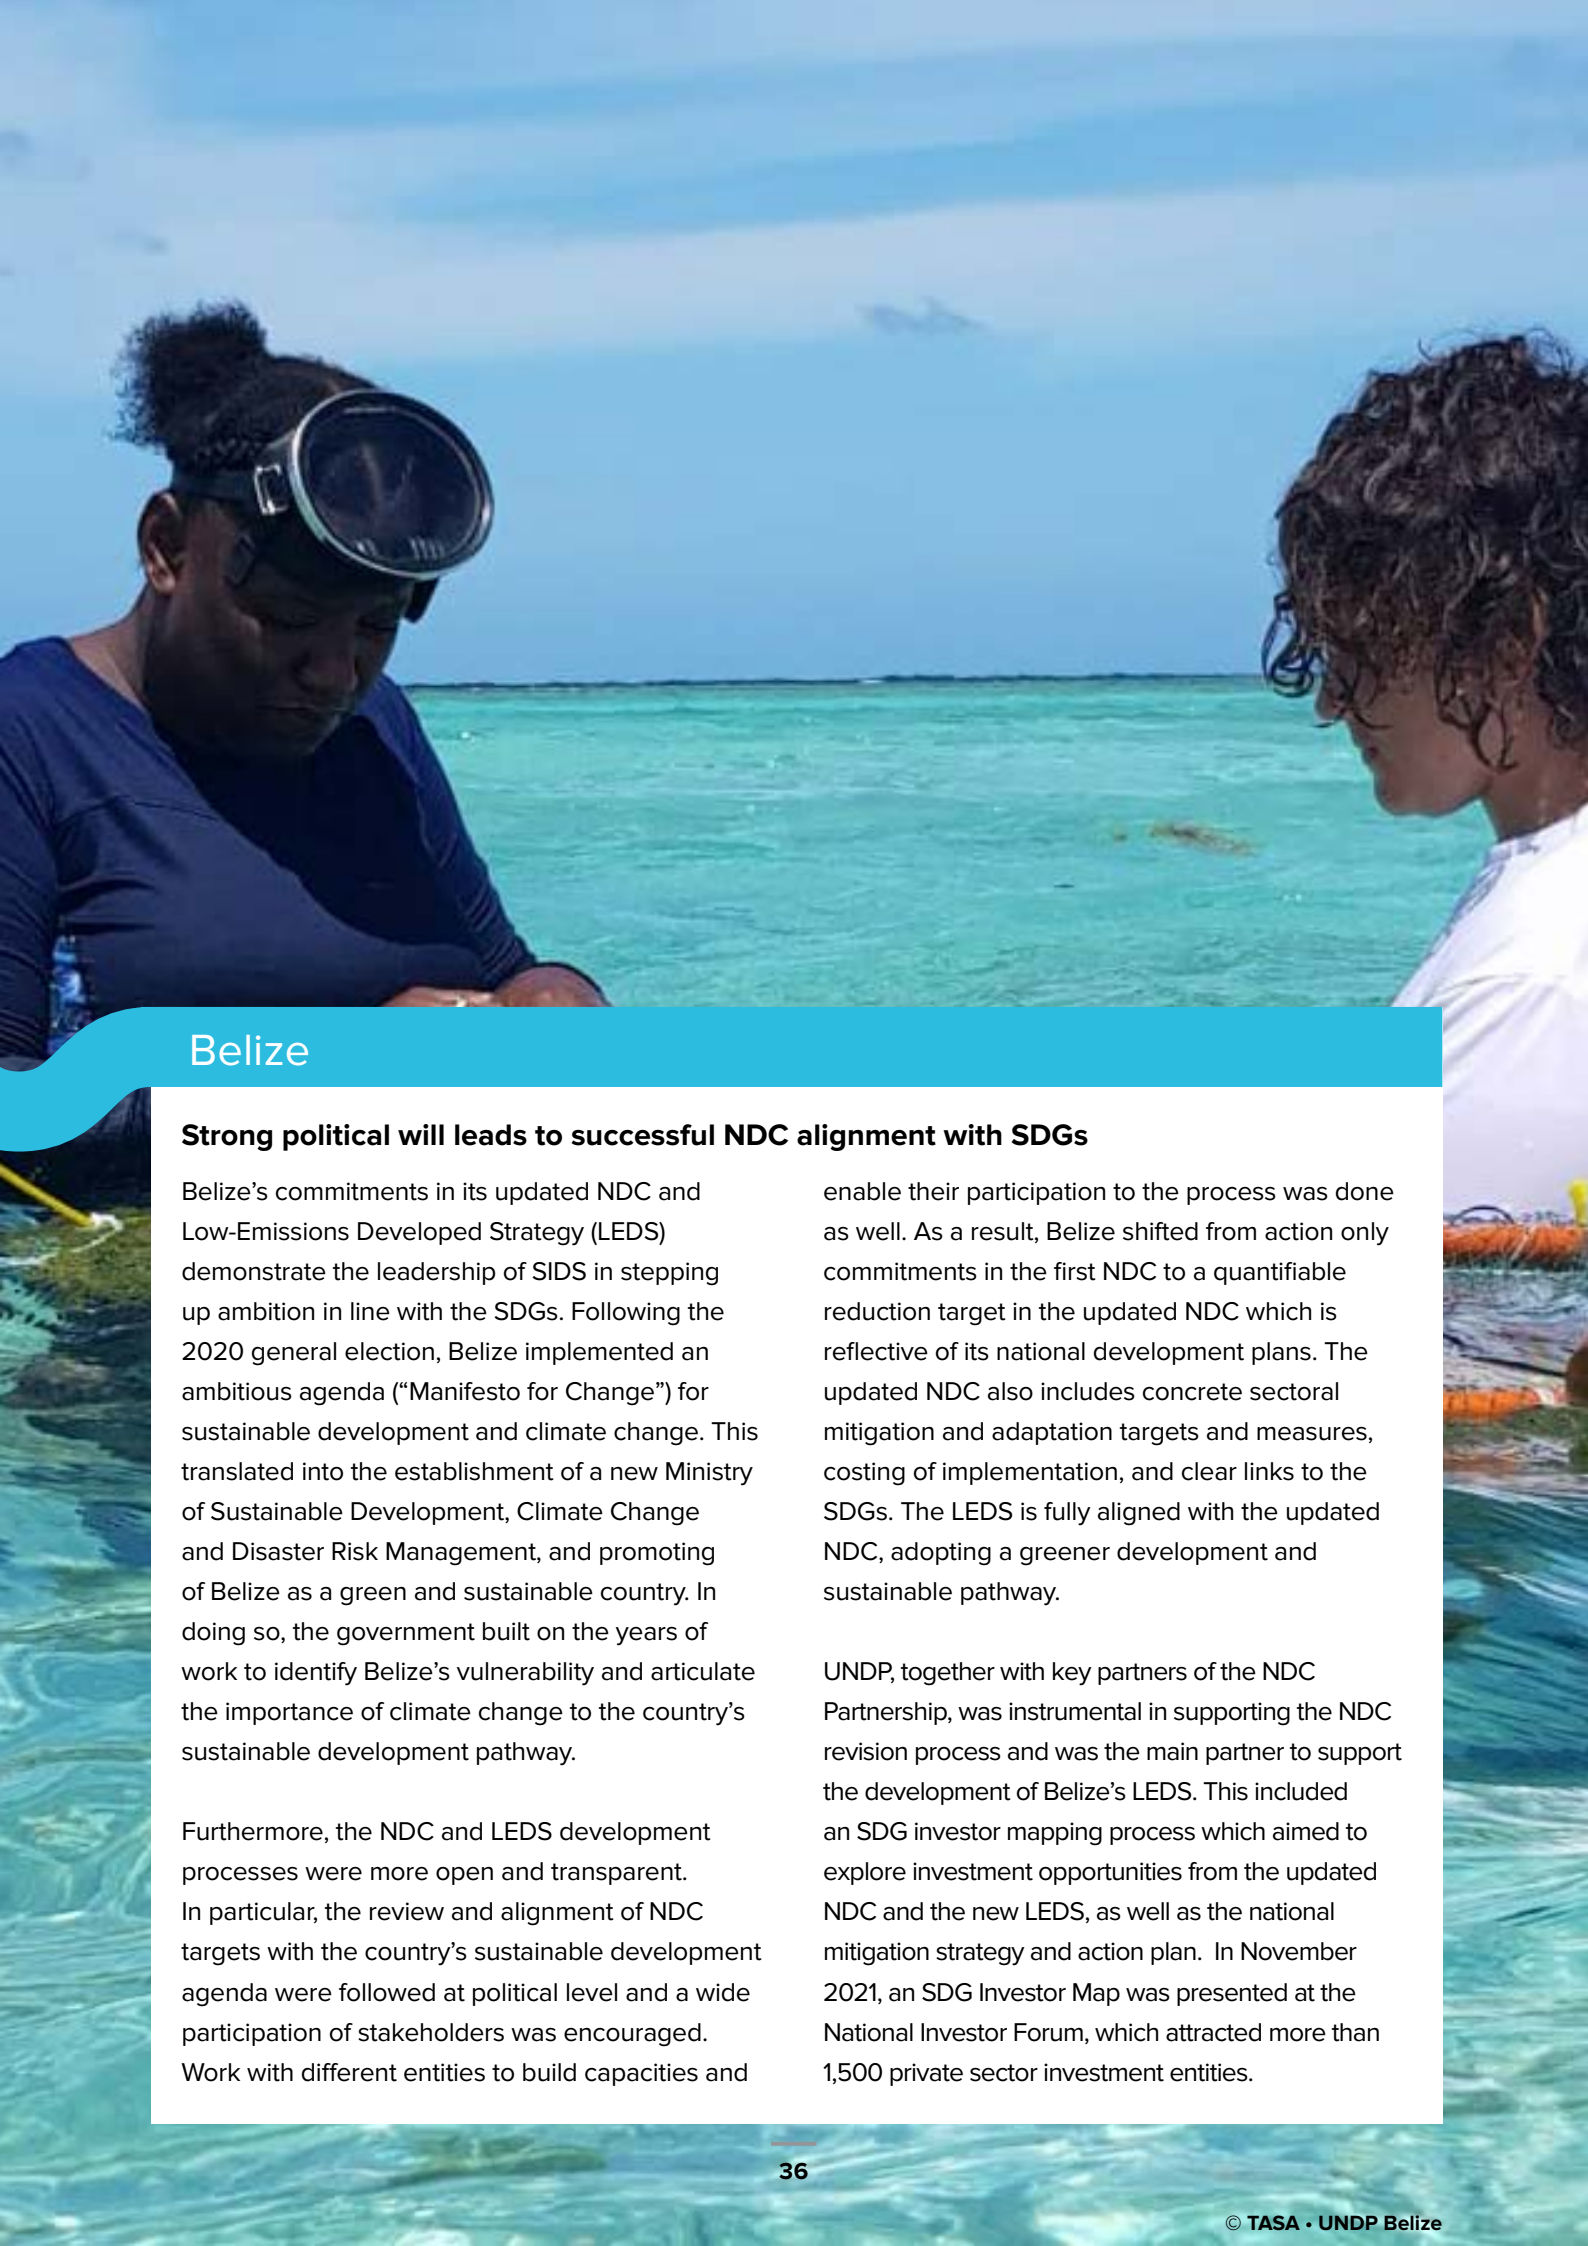 Belize
Strong political will leads to successful NDC alignment with SDGs
Belize’s commitments in its updated NDC and
Low-Emissions Developed Strategy (LEDS)
demonstrate the leadership of SIDS in stepping
up ambition in line with the SDGs. Following the
2020 general election, Belize implemented an
ambitious agenda (“Manifesto for Change”) for
sustainable development and climate change. This
translated into the establishment of a new Ministry
of Sustainable Development, Climate Change
and Disaster Risk Management, and promoting
of Belize as a green and sustainable country. In
doing so, the government built on the years of
work to identify Belize’s vulnerability and articulate
the importance of climate change to the country’s
sustainable development pathway.
Furthermore, the NDC and LEDS development
processes were more open and transparent.
In particular, the review and alignment of NDC
targets with the country’s sustainable development
agenda were followed at political level and a wide
participation of stakeholders was encouraged.
Work with different entities to build capacities and
enable their participation to the process was done
as well. As a result, Belize shifted from action only
commitments in the first NDC to a quantifiable
reduction target in the updated NDC which is
reflective of its national development plans. The
updated NDC also includes concrete sectoral
mitigation and adaptation targets and measures,
costing of implementation, and clear links to the
SDGs. The LEDS is fully aligned with the updated
NDC, adopting a greener development and
sustainable pathway.
UNDP, together with key partners of the NDC
Partnership, was instrumental in supporting the NDC
revision process and was the main partner to support
the development of Belize’s LEDS. This included
an SDG investor mapping process which aimed to
explore investment opportunities from the updated
NDC and the new LEDS, as well as the national
mitigation strategy and action plan.  In November
2021, an SDG Investor Map was presented at the
National Investor Forum, which attracted more than
1,500 private sector investment entities.
36
© TASA • UNDP Belize